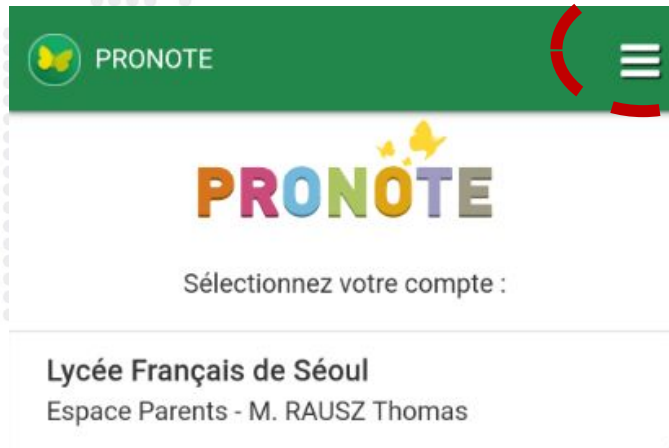 PRONOTE
PRONOTE
Sélectionnez votre compte :
Lycée Français de Séoul
Espace Parents - M. RAUSZ Thomas